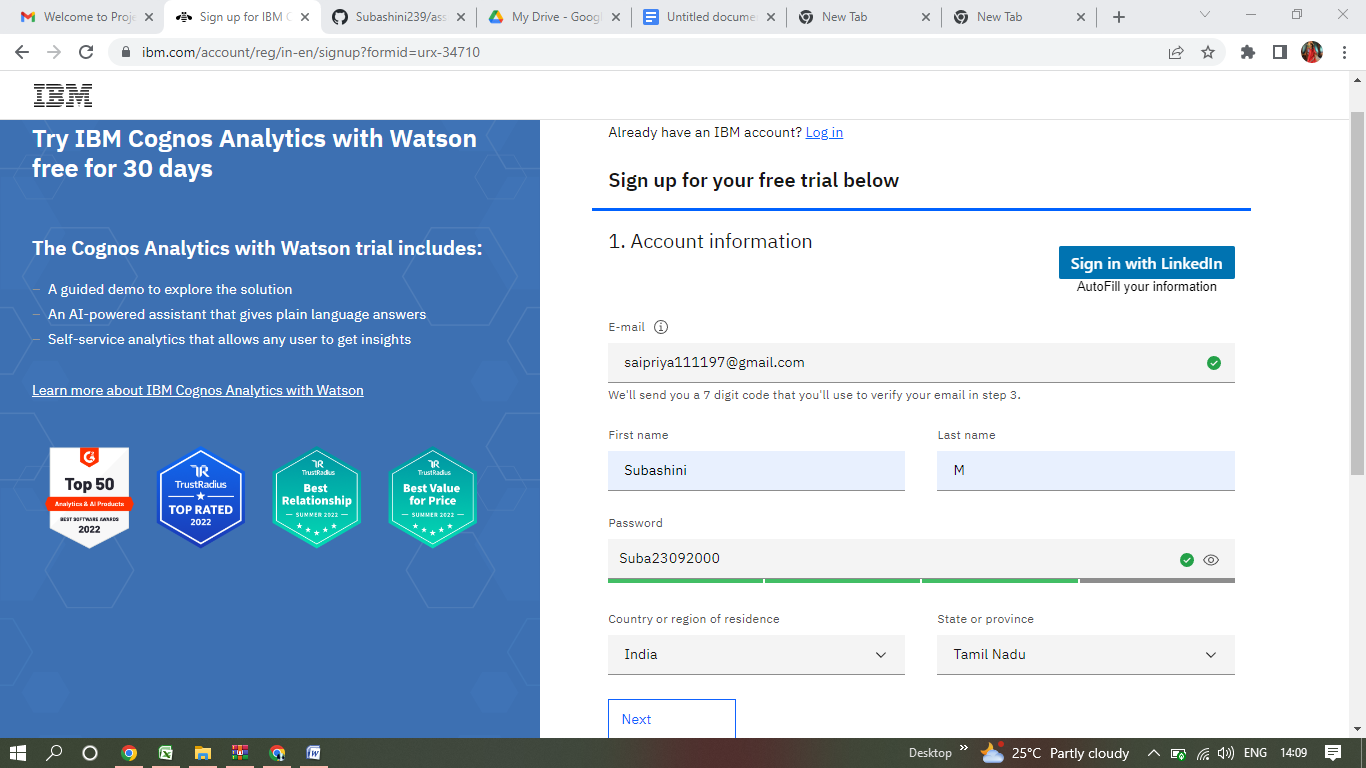 Welcome to Proje
Sign up for IBM C
Subashini239/ass
My Drive - Googl
Untitled docume
New Tab
New Tab
ibm.com/account/reg/in-en/signup?formid=urx-34710
IBM
Try IBM Cognos Analytics with Watson
free for 30 days
The Cognos Analytics with Watson trial includes:
– A guided demo to explore the solution
– An AI-powered assistant that gives plain language answers
– Self-service analytics that allows any user to get insights
Learn more about IBM Cognos Analytics with Watson
Top 50
Analytics & AI Products
BEST SOFTWARE AWARDS
2022
TR
TrustRadius
TOP RATED
2022
TR
TrustRadius
Best
Relationship
SUMMER 2022
TR
TrustRadius
Best Value
for Price
SUMMER 2022
Already have an IBM account? Log in
Sign up for your free trial below
1. Account information
Sign in with LinkedIn
AutoFill your information
E-mail
saipriya111197@gmail.com
We'll send you a 7 digit code that you'll use to verify your email in step 3.
First name Last name
Subashini M
Password
Suba23092000
Country or region of residence State or province
India Tamil Nadu
Next
Desktop » 25°C Partly cloudy ENG 14:09